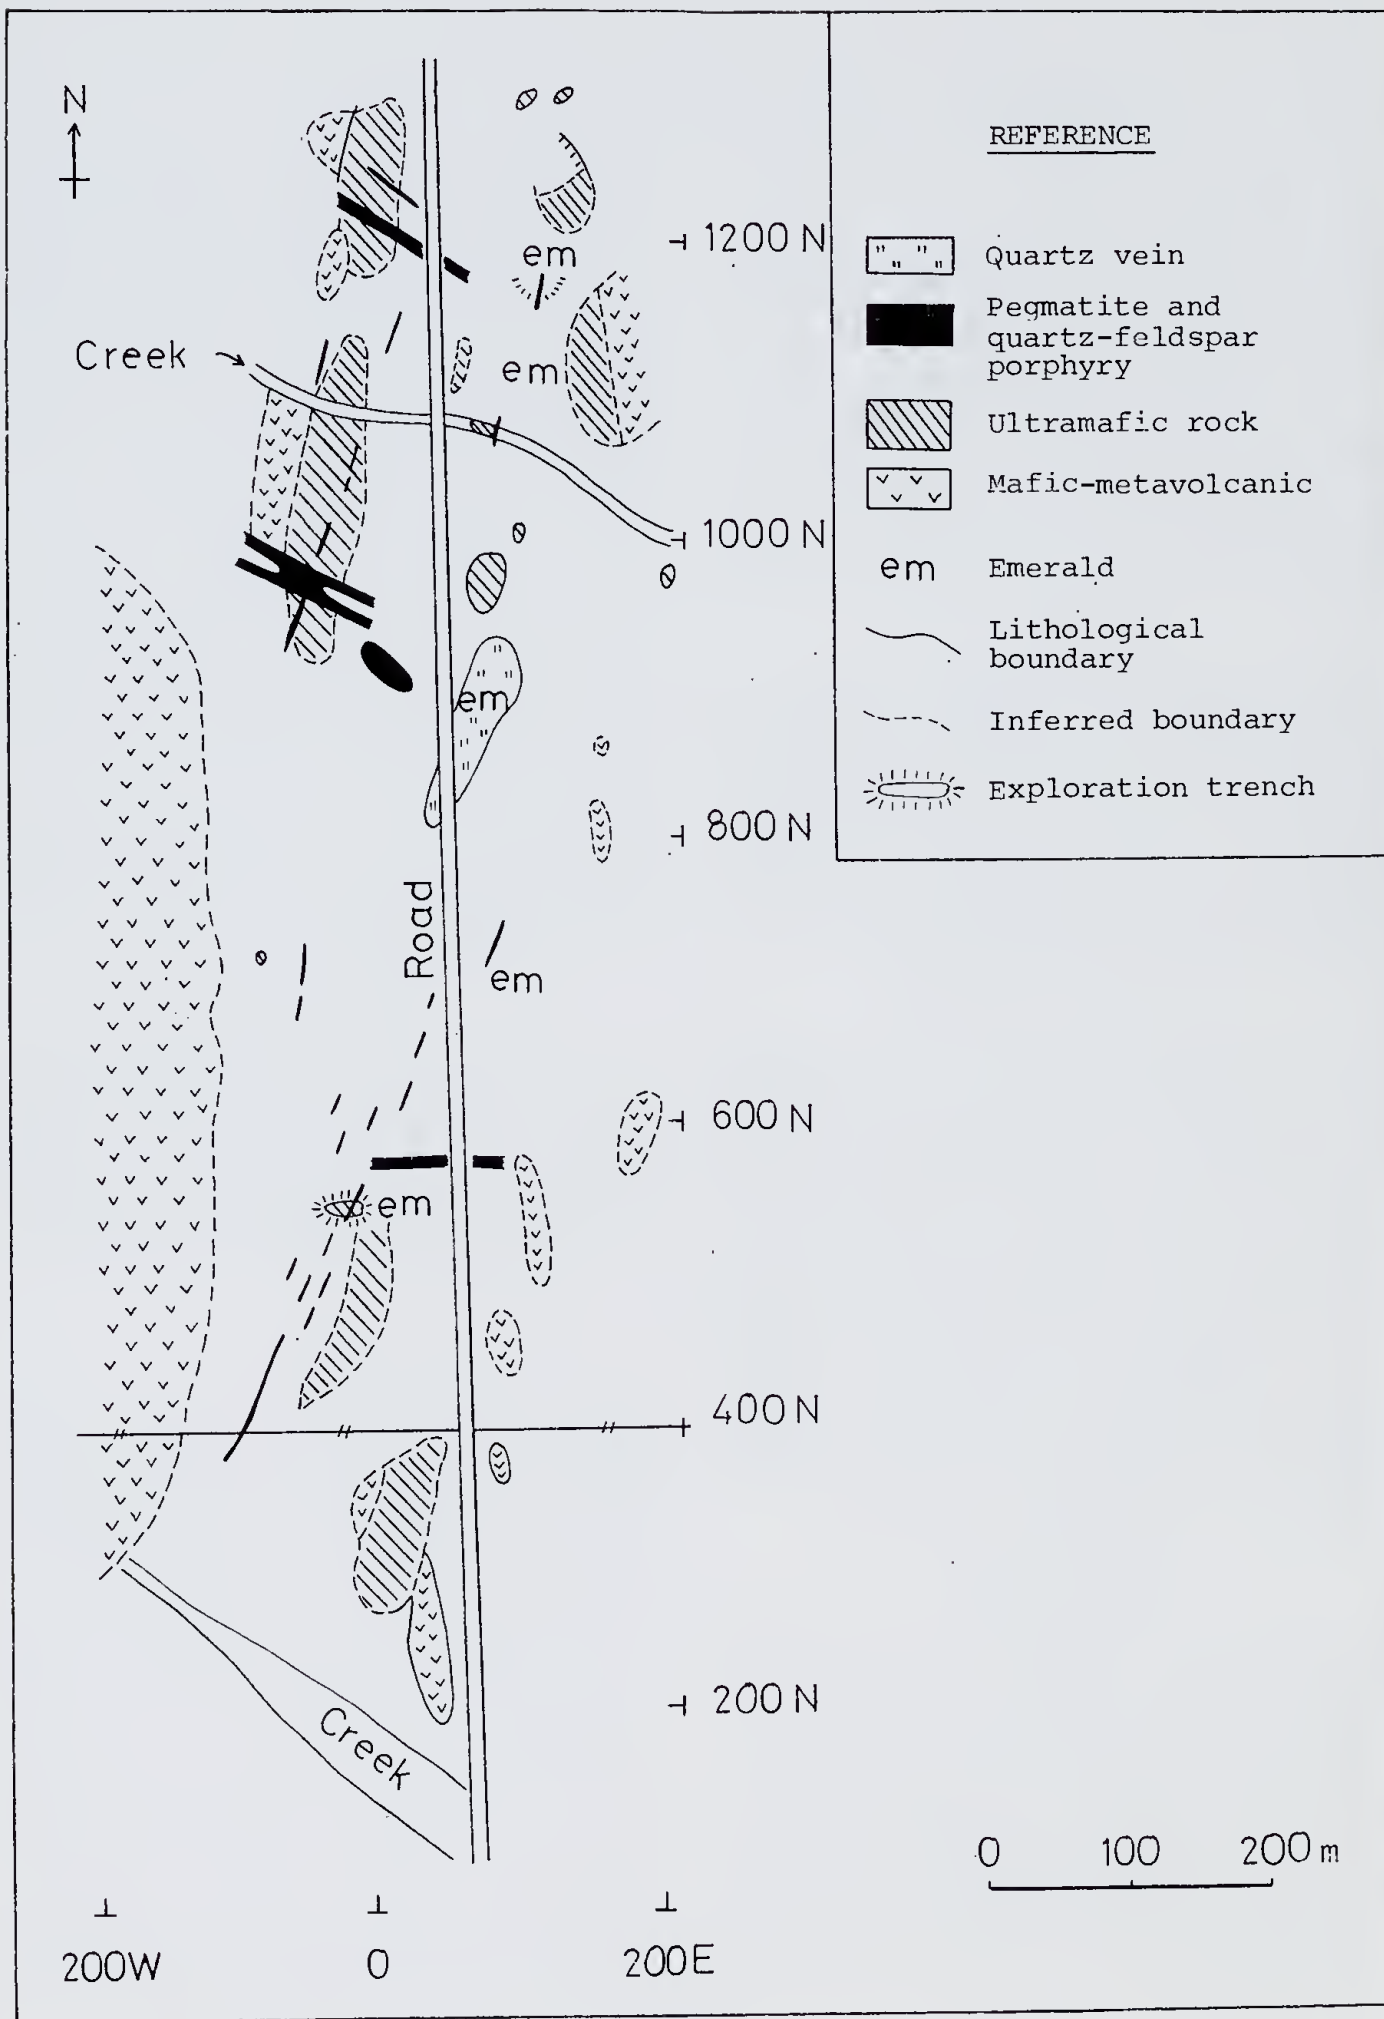 N
REFERENCE
1200 N
em
Quartz vein
Pegmatite and
quartz-feldspar
porphyry
Creek
em
Ultramafic rock
Mafic-metavolcanic
1000 N
em
Emerald
Lithological
boundary
em
Inferred boundary
Exploration trench
800 N
Road
em
600 N
em
400 N
200 N
Creek
0 100 200 m
200W 0 200E